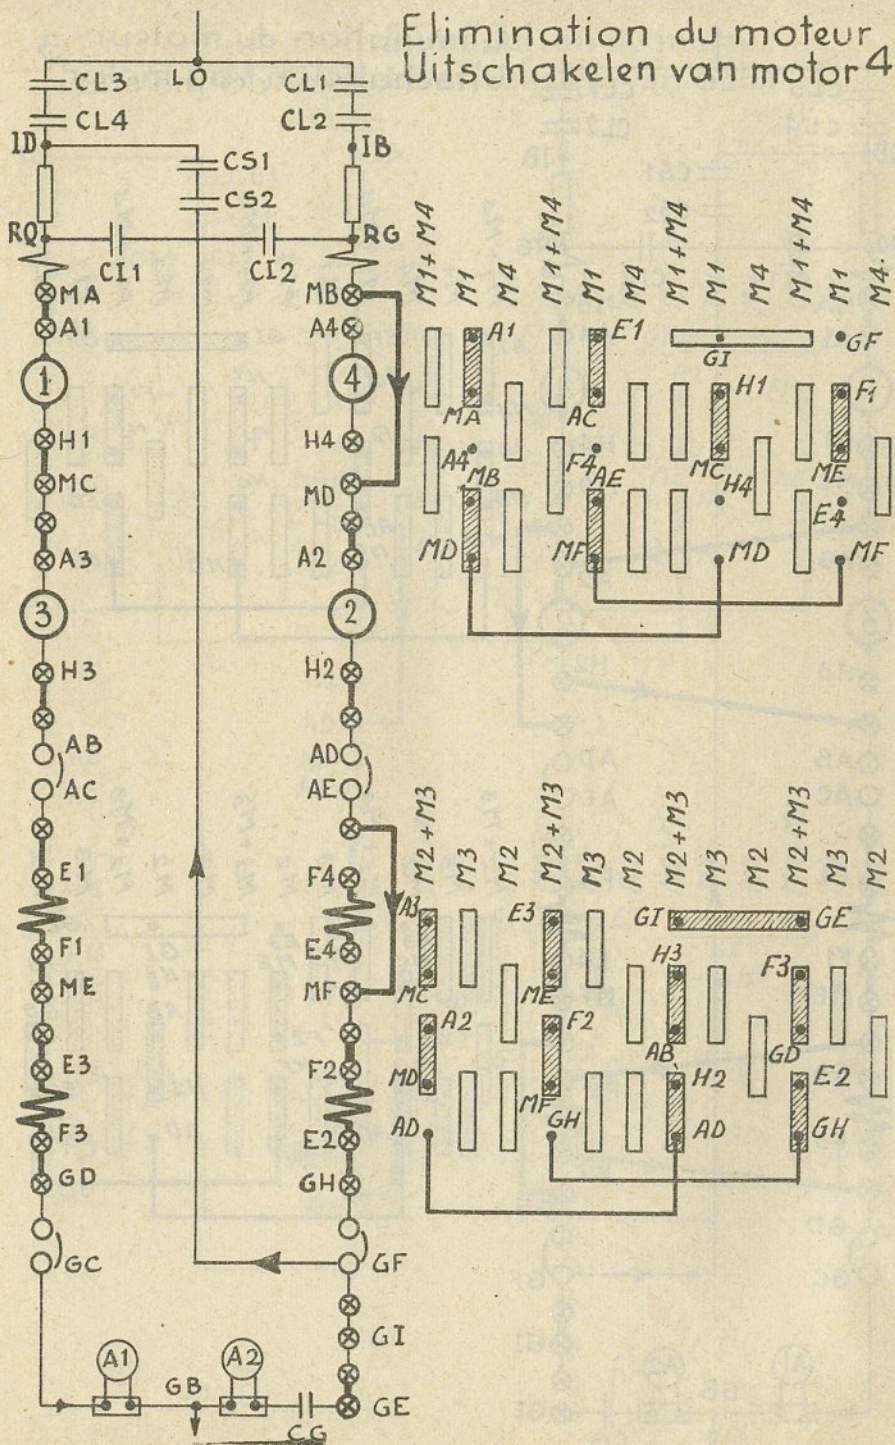 Elimination du moteur
Uitschakelen van motor 4
LO
CL3
CL1
CL4
CL2
ID
IB
CS1
CS2
RQ
RG
CI1
CI2
MA
MB
A1
A4
1
4
H1
H4
MC
MD
A3
A2
3
2
H3
H2
AB
AD
AC
AE
E1
F4
F1
E4
ME
MF
E3
F2
F3
E2
GD
GH
GC
GF
GI
A1
A2
GB
GE
CG
M1+M4
M1
M4
M1+M4
M1
M4
M1+M4
M1
M4
M1+M4
M1
M4.
A1
E1
GI
GF
MA
AC
H1
F1
A4
MB
F4
AE
MC
H4
ME
E4
MD
MF
MD
MF
M2+M3
M3
M2
M2+M3
M3
M2
M2+M3
M3
M2
M2+M3
M3
M2
A3
E3
GI
GE
MC
ME
H3
F3
A2
F2
AB
GD
MD
MF
H2
E2
AD
GH
AD
GH